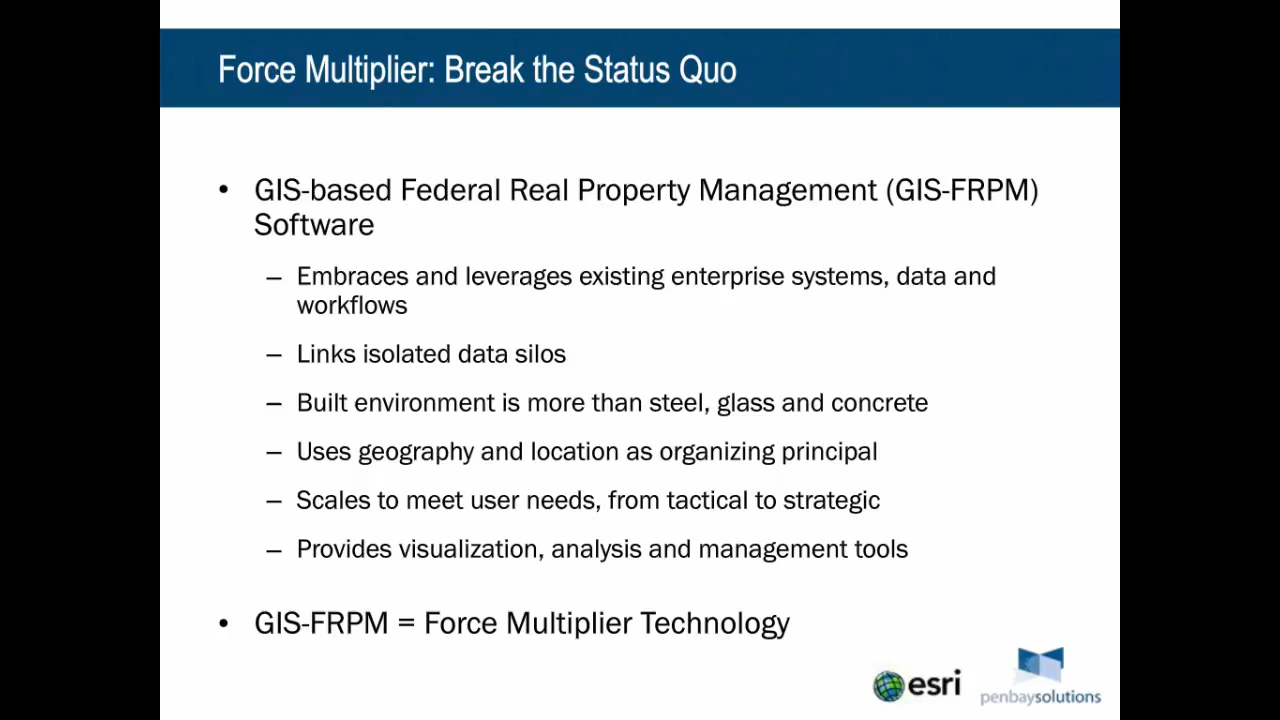 Force Multiplier: Break the Status Quo
• GIS-based Federal Real Property Management (GIS-FRPM)
Software
– Embraces and leverages existing enterprise systems, data and
workflows
– Links isolated data silos
– Built environment is more than steel, glass and concrete
– Uses geography and location as organizing principal
– Scales to meet user needs, from tactical to strategic
– Provides visualization, analysis and management tools
• GIS-FRPM = Force Multiplier Technology
esri
penbaysolutions